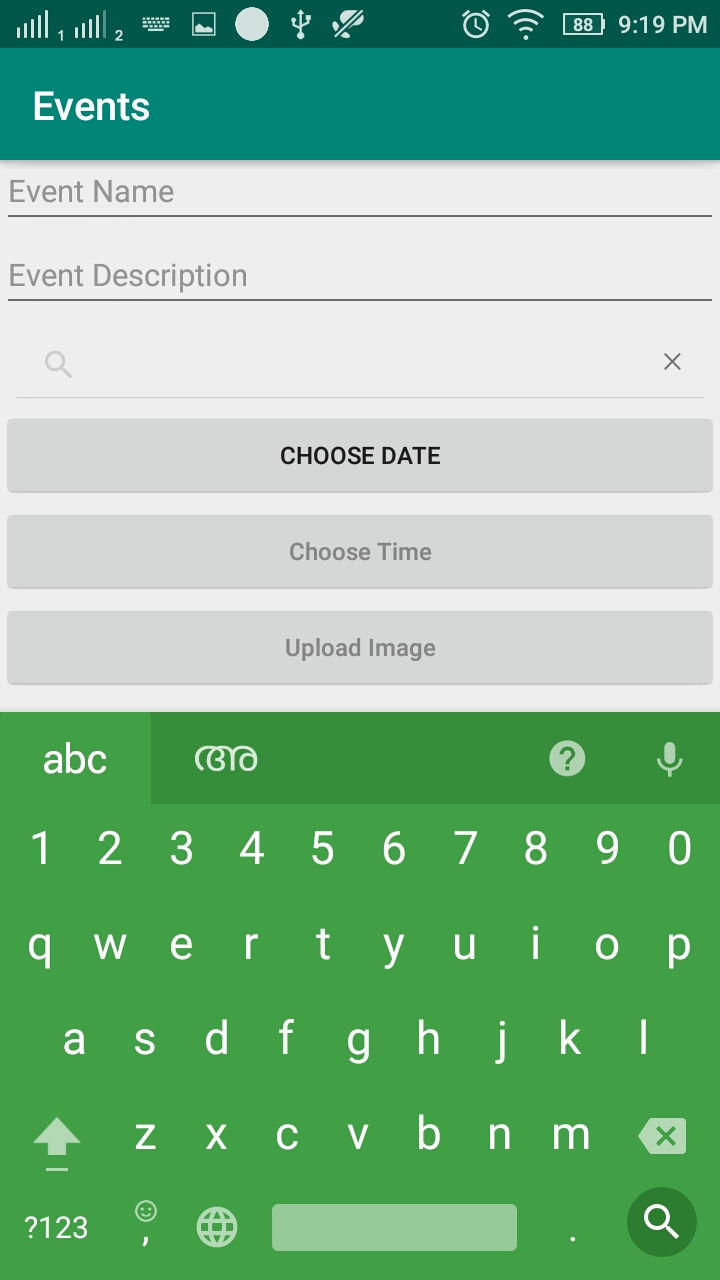 1 2 88 9:19 PM
Events
Event Name
Event Description
CHOOSE DATE
Choose Time
Upload Image
abc അ ?
1 2 3 4 5 6 7 8 9 0
q w e r t y u i o p
a s d f g h j k l
z x c v b n m
?123 , .